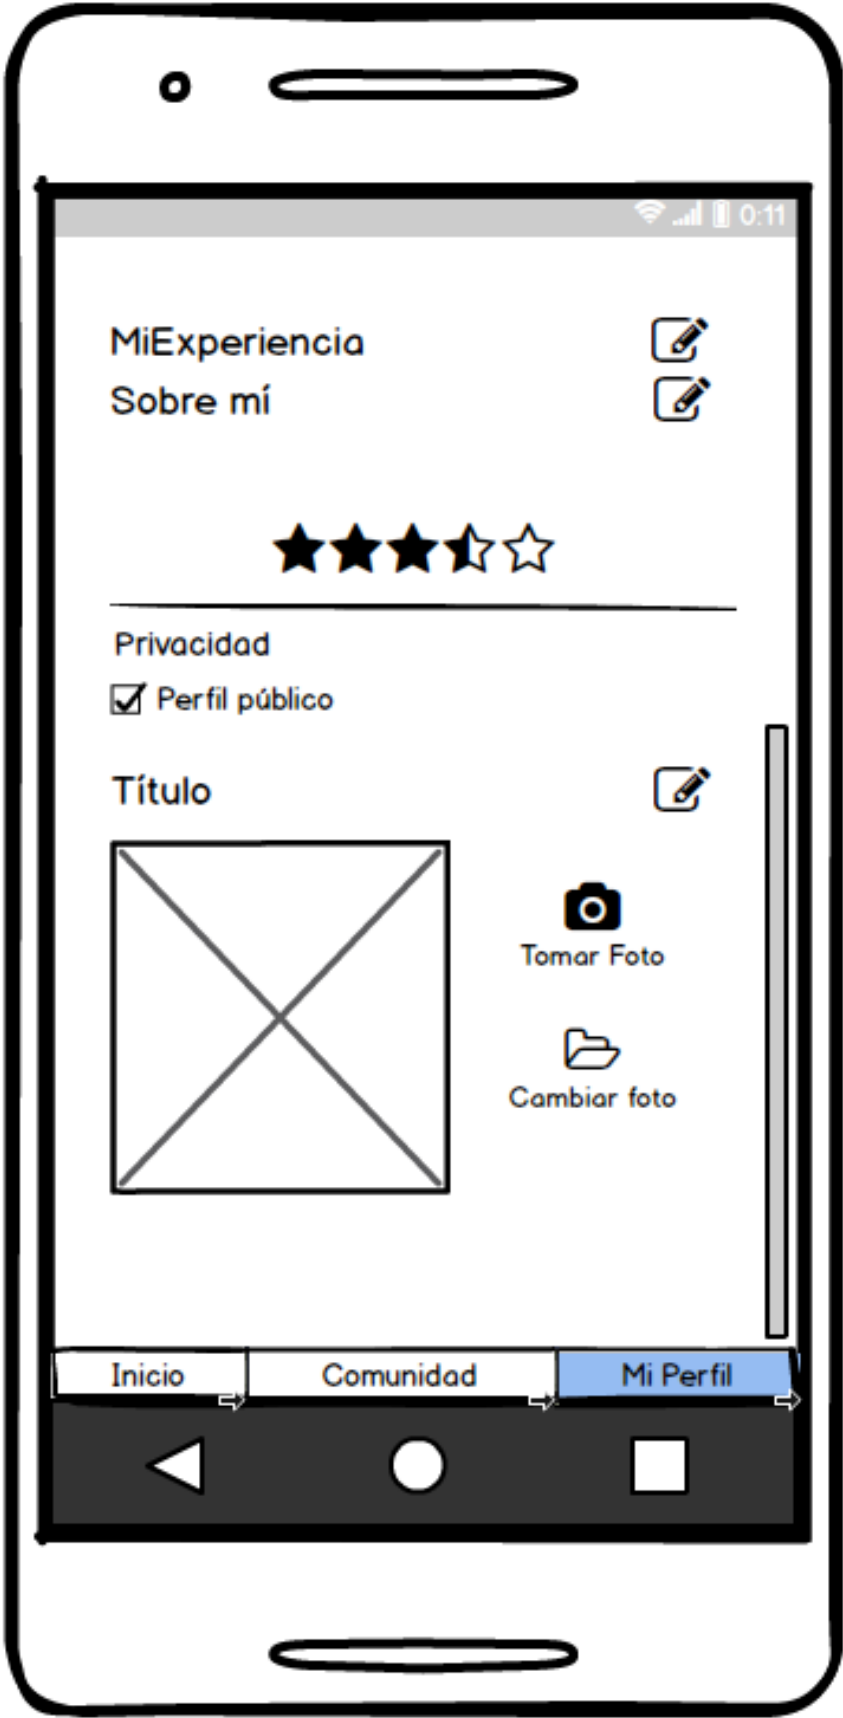 0:11
MiExperiencia
Sobre mí
Privacidad
Perfil público
Título
Tomar Foto
Cambiar foto
Inicio Comunidad Mi Perfil